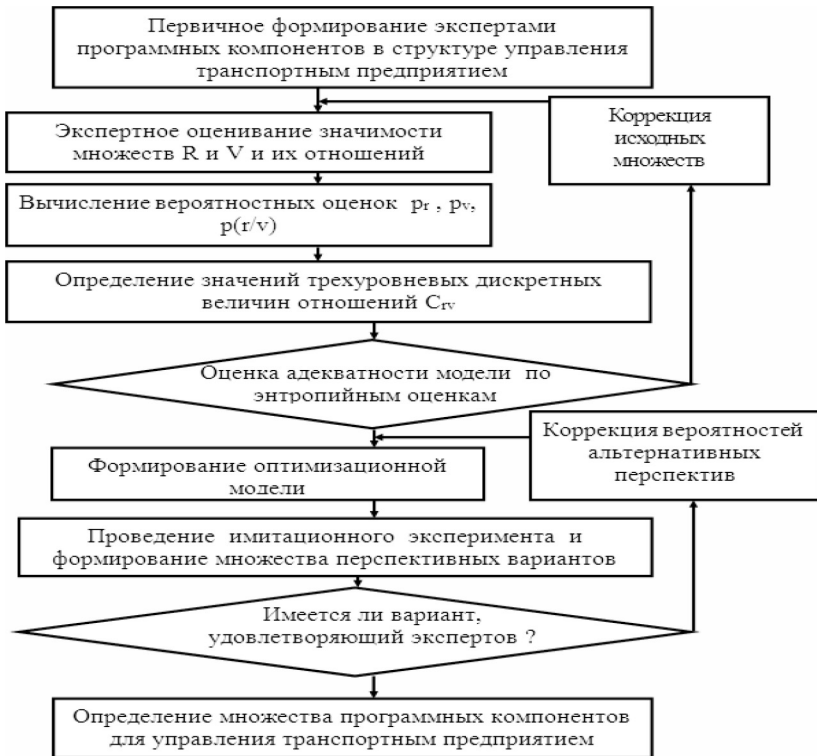 Первичное формирование экспертами
программных компонентов в структуре управления
транспортным предприятием
Коррекция
исходных
множеств
Экспертное оценивание значимости
множеств R и V и их отношений
Вычисление вероятностных оценок pr , pv,
p(r/v)
Определение значений трехуровневых дискретных
величин отношений Crv
Оценка адекватности модели по
энтропийным оценкам
Коррекция вероятностей
альтернативных
перспектив
Формирование оптимизационной
модели
Проведение имитационного эксперимента и
формирование множества перспективных вариантов
Имеется ли вариант,
удовлетворяющий экспертов ?
Определение множества программных компонентов
для управления транспортным предприятием